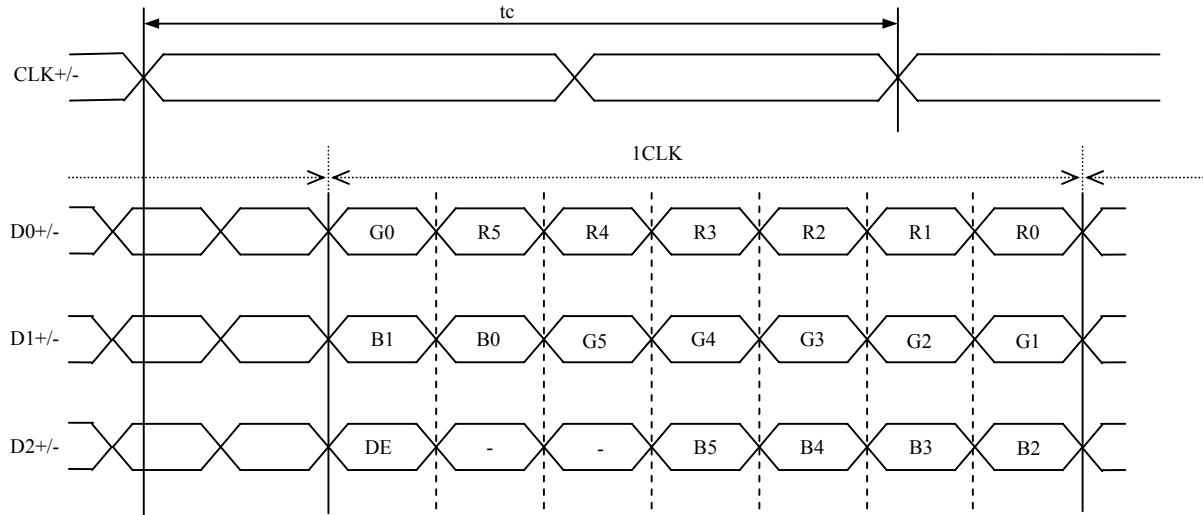 tc
CLK+/-
1CLK
D0+/- G0 R5 R4 R3 R2 R1 R0
D1+/- B1 B0 G5 G4 G3 G2 G1
D2+/- DE - - B5 B4 B3 B2